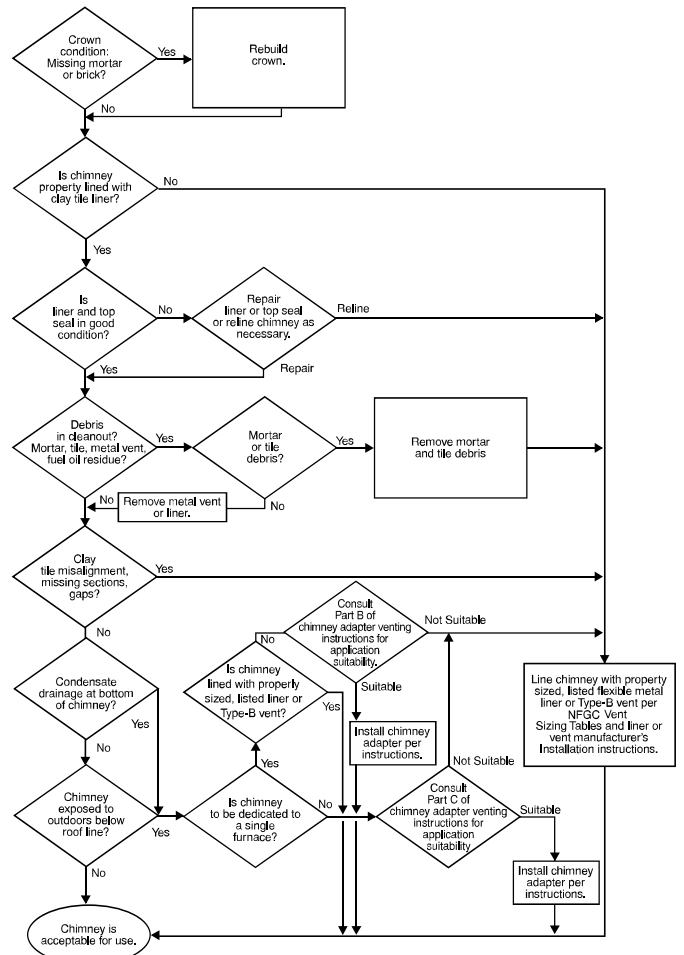 Crown
condition:
Missing mortar
or brick?
Yes
Rebuild
crown.
No
Is chimney
property lined with
clay tile liner?
No
Yes
Is
liner and top
seal in good
condition?
No
Repair
liner or top seal
or reline chimney as
necessary.
Reline
Yes
Repair
Debris
in cleanout?
Mortar, tile, metal vent,
fuel oil residue?
Yes
Mortar
or tile
debris?
Yes
Remove mortar
and tile debris
No
Remove metal vent
or liner.
No
Clay
tile misalignment,
missing sections,
gaps?
Yes
No
Condensate
drainage at bottom
of chimney?
Yes
No
Is chimney
lined with properly
sized, listed liner or
Type-B vent?
No
Yes
Consult
Part B of
chimney adapter venting
instructions for
application
suitability.
Not Suitable
Suitable
Install chimney
adapter per
instructions.
Line chimney with property
sized, listed flexible metal
liner or Type-B vent per
NFGC Vent
Sizing Tables and liner or
vent manufacturer's
Installation instructions.
Chimney
exposed to
outdoors below
roof line?
Yes
No
Is chimney
to be dedicated to
a single
furnace?
Yes
No
Consult
Part C of
chimney adapter venting
instructions for
application
suitability
Not Suitable
Suitable
Install chimney
adapter per
instructions.
Chimney is
acceptable for use.